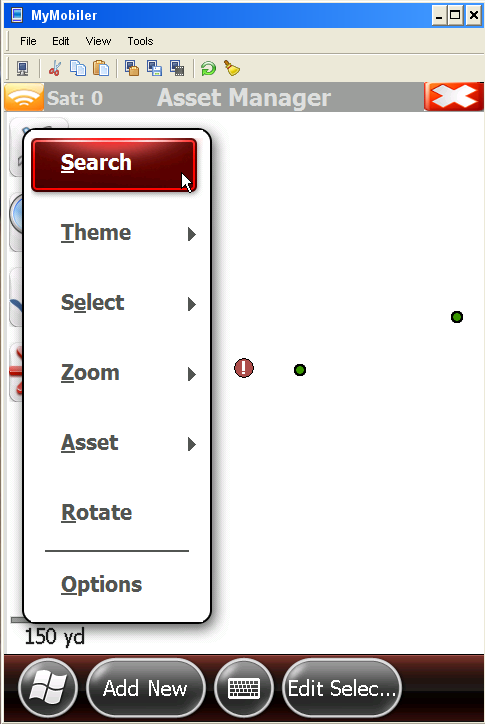 MyMobiler
File Edit View Tools
Sat: 0 Asset Manager
Search
Theme
Select
Zoom
!
Asset
Rotate
Options
150 yd
Add New Edit Selec...